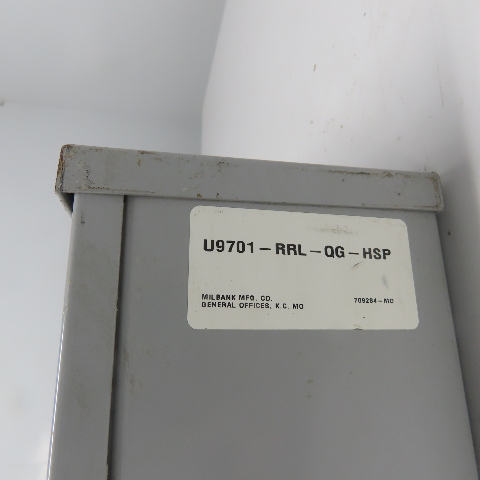 U9701-RRL-QG-HSP
MILBANK MFG. CO.
GENERAL OFFICES, K.C. MO
709284-MO